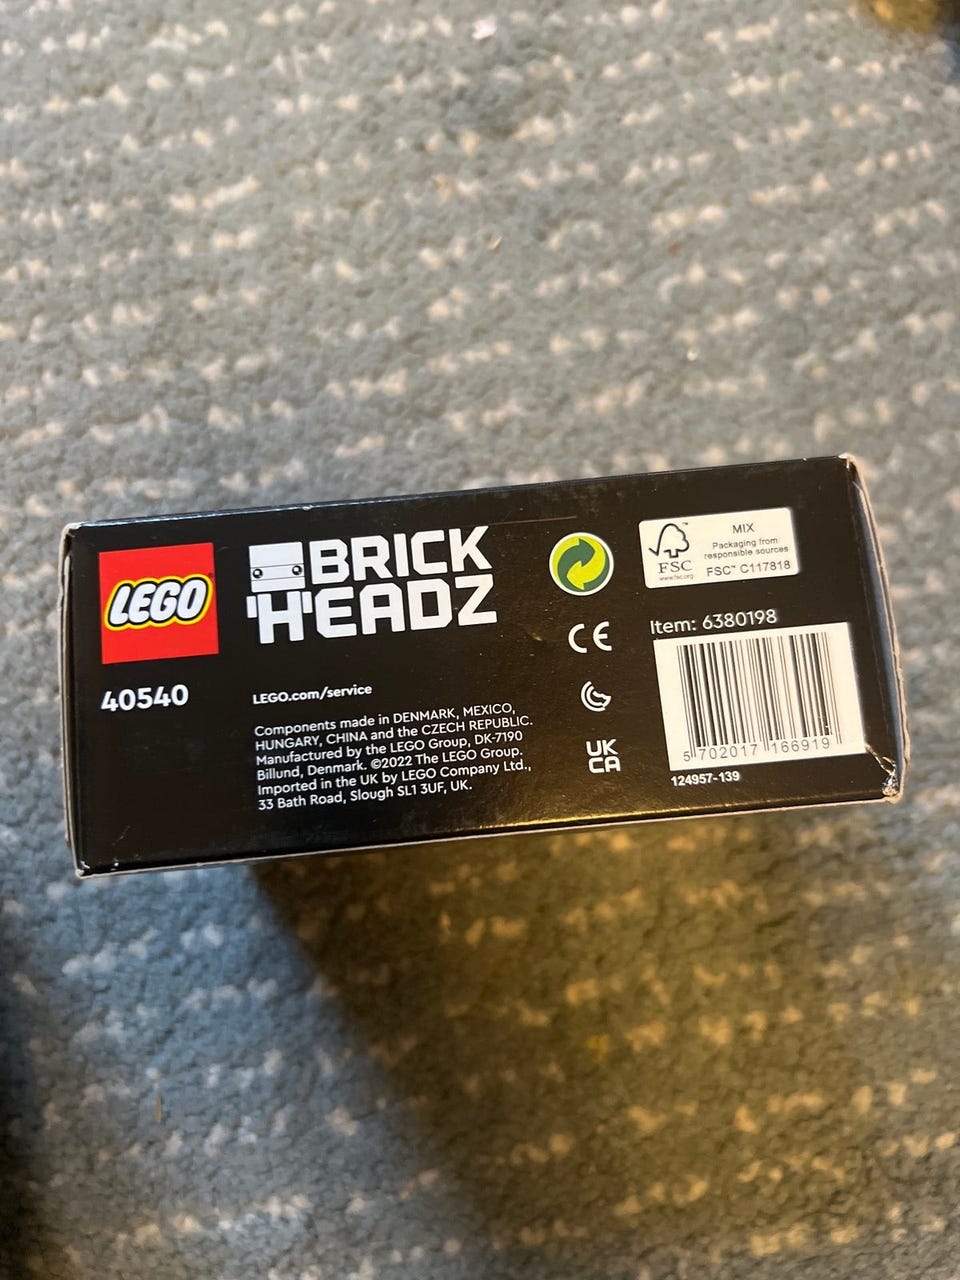 LEGO
BRICK
HEADZ
40540
LEGO.com/service
Components made in DENMARK, MEXICO,
HUNGARY, CHINA and the CZECH REPUBLIC.
Manufactured by the LEGO Group, DK-7190
Billund, Denmark. ©2022 The LEGO Group.
Imported in the UK by LEGO Company Ltd.,
33 Bath Road, Slough SL1 3UF, UK.
CE
UK
CA
FSC
www.fsc.org
MIX
Packaging from
responsible sources
FSC™ C117818
Item: 6380198
5 702017 166919
124957-139